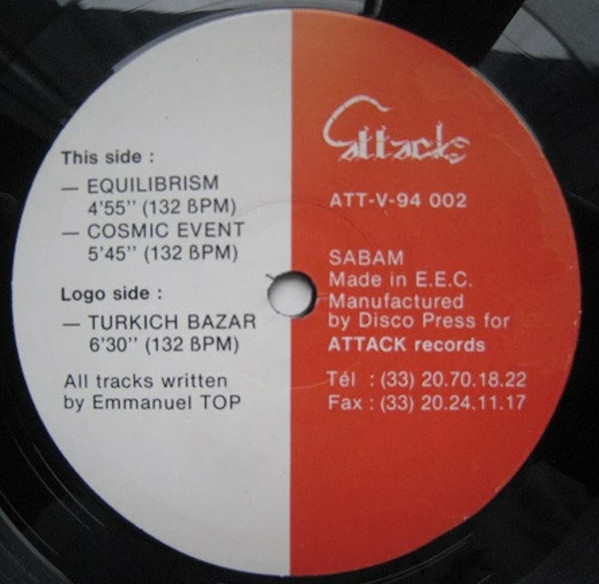 This side :
— EQUILIBRISM
4'55" (132 BPM)
— COSMIC EVENT
5'45" (132 BPM)
Logo side :
— TURKICH BAZAR
6'30" (132 BPM)
All tracks written
by Emmanuel TOP
attack
ATT-V-94 002
SABAM
Made in E.E.C.
Manufactured
by Disco Press for
ATTACK records
Tél : (33) 20.70.18.22
Fax : (33) 20.24.11.17